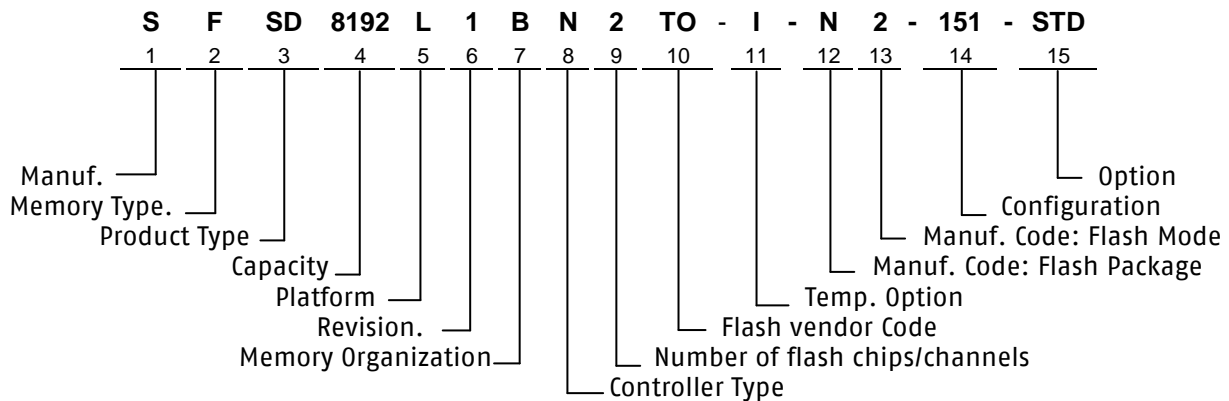 S F SD 8192 L 1 B N 2 TO - I - N 2 - 151 - STD
1 2 3 4 5 6 7 8 9 10 11 12 13 14 15
Manuf. Option
Memory Type. Configuration
Product Type Manuf. Code: Flash Mode
Capacity Manuf. Code: Flash Package
Platform Temp. Option
Revision. Flash vendor Code
Memory Organization Number of flash chips/channels
Controller Type